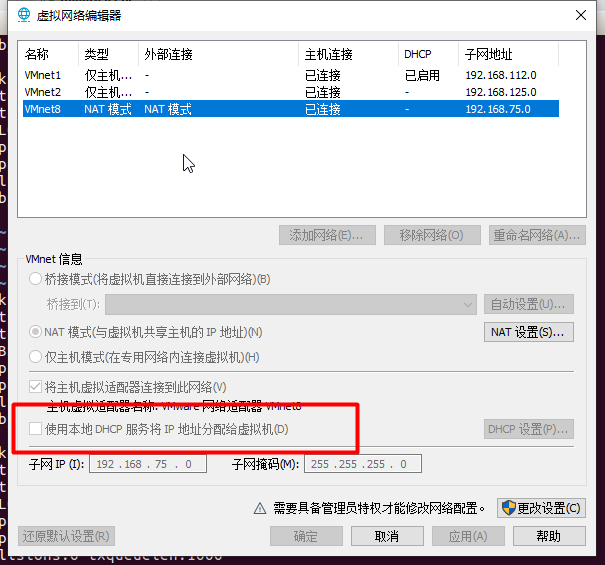 虚拟网络编辑器
名称 类型 外部连接 主机连接 DHCP 子网地址
VMnet1 仅主机... - 已连接 已启用 192.168.112.0
VMnet2 仅主机... - 已连接 - 192.168.125.0
VMnet8 NAT 模式 NAT 模式 已连接 - 192.168.75.0
添加网络(E)... 移除网络(O) 重命名网络(A)...
VMnet 信息
桥接模式(将虚拟机直接连接到外部网络)(B)
桥接到(T): 自动设置(U)...
NAT 模式(与虚拟机共享主机的 IP 地址)(N) NAT 设置(S)...
仅主机模式(在专用网络内连接虚拟机)(H)
将主机虚拟适配器连接到此网络(V)
主机虚拟适配器名称: VMware 网络适配器 VMnet8
使用本地 DHCP 服务将 IP 地址分配给虚拟机(D) DHCP 设置(P)...
子网 IP (I): 192 . 168 . 75 . 0 子网掩码(M): 255 . 255 . 255 . 0
需要具备管理员特权才能修改网络配置。 更改设置(C)
还原默认设置(R) 确定 取消 应用(A) 帮助